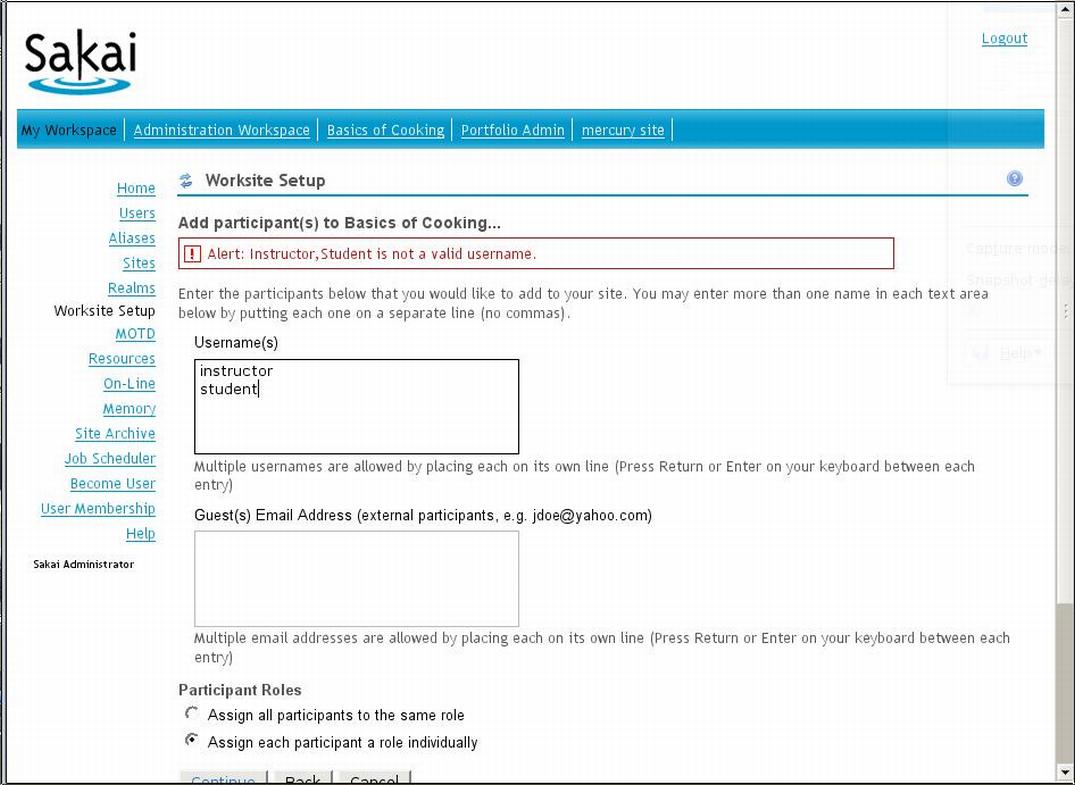 Sakai
Logout
My Workspace
Administration Workspace
Basics of Cooking
Portfolio Admin
mercury site
Home
Users
Aliases
Sites
Realms
Worksite Setup
MOTD
Resources
On-Line
Memory
Site Archive
Job Scheduler
Become User
User Membership
Help
Sakai Administrator
Worksite Setup
?
Add participant(s) to Basics of Cooking...
! Alert: Instructor,Student is not a valid username.
Enter the participants below that you would like to add to your site. You may enter more than one name in each text area
below by putting each one on a separate line (no commas).
Username(s)
instructor
student
Multiple usernames are allowed by placing each on its own line (Press Return or Enter on your keyboard between each
entry)
Guest(s) Email Address (external participants, e.g. jdoe@yahoo.com)
Multiple email addresses are allowed by placing each on its own line (Press Return or Enter on your keyboard between each
entry)
Participant Roles
Assign all participants to the same role
Assign each participant a role individually
Continue
Back
Cancel
Capture mode
Snapshot
Help